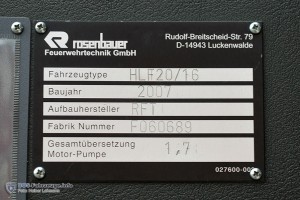 rosenbauer
Feuerwehrtechnik GmbH
Rudolf-Breitscheid-Str. 79
D-14943 Luckenwalde
Fahrzeugtype HLF20/16
Baujahr 2007
Aufbauhersteller RFT
Fabrik Nummer F060689
Gesamtübersetzung
Motor-Pumpe 1,7
027600-00